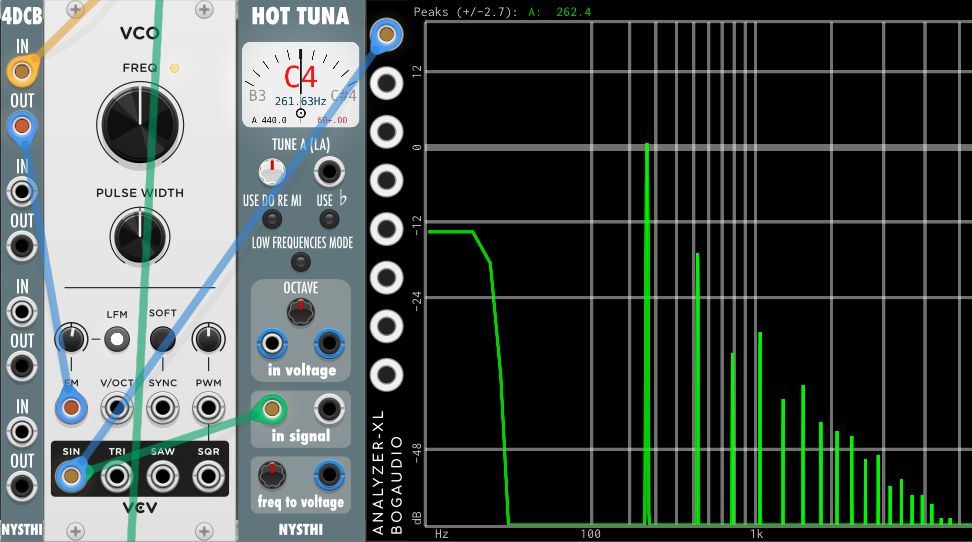 4DCB
IN
OUT
IN
OUT
IN
OUT
IN
OUT
NYSTHI
VCO
FREQ
PULSE WIDTH
LFM
SOFT
FM
V/OCT
SYNC
PWM
SIN
TRI
SAW
SQR
VCV
HOT TUNA
C4
B3
C#4
261.63Hz
A 440.0
TUNE A (LA)
USE DO RE MI
USE ♭
LOW FREQUENCIES MODE
OCTAVE
in voltage
in signal
freq to voltage
NYSTHI
ANALYZER-XL
BOGAUDIO
Peaks (+/-2.7): A: 262.4
12
0
-12
-24
-48
dB
Hz
100
1k